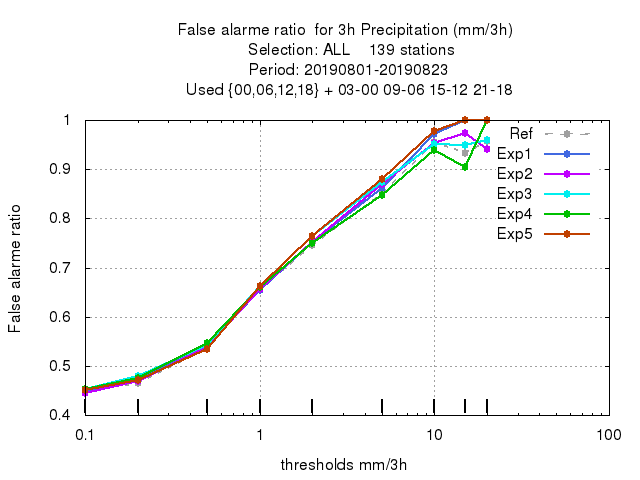 False alarme ratio  for 3h Precipitation (mm/3h)
Selection: ALL    139 stations
Period: 20190801-20190823
Used {00,06,12,18} + 03-00 09-06 15-12 21-18
1
0.9
0.8
0.7
0.6
0.5
0.4
False alarme ratio
Ref
Exp1
Exp2
Exp3
Exp4
Exp5
0.1 1 10 100
thresholds mm/3h